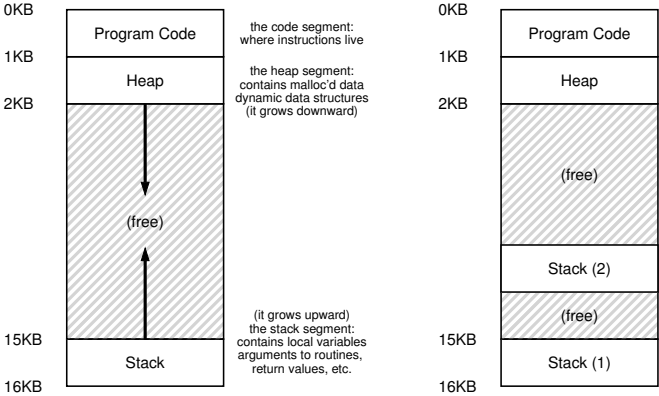 0KB
Program Code
the code segment:
where instructions live
1KB
Heap
the heap segment:
contains malloc'd data
dynamic data structures
(it grows downward)
2KB
(free)
(it grows upward)
the stack segment:
contains local variables
arguments to routines,
return values, etc.
15KB
Stack
16KB
0KB
Program Code
1KB
Heap
2KB
(free)
Stack (2)
(free)
15KB
Stack (1)
16KB